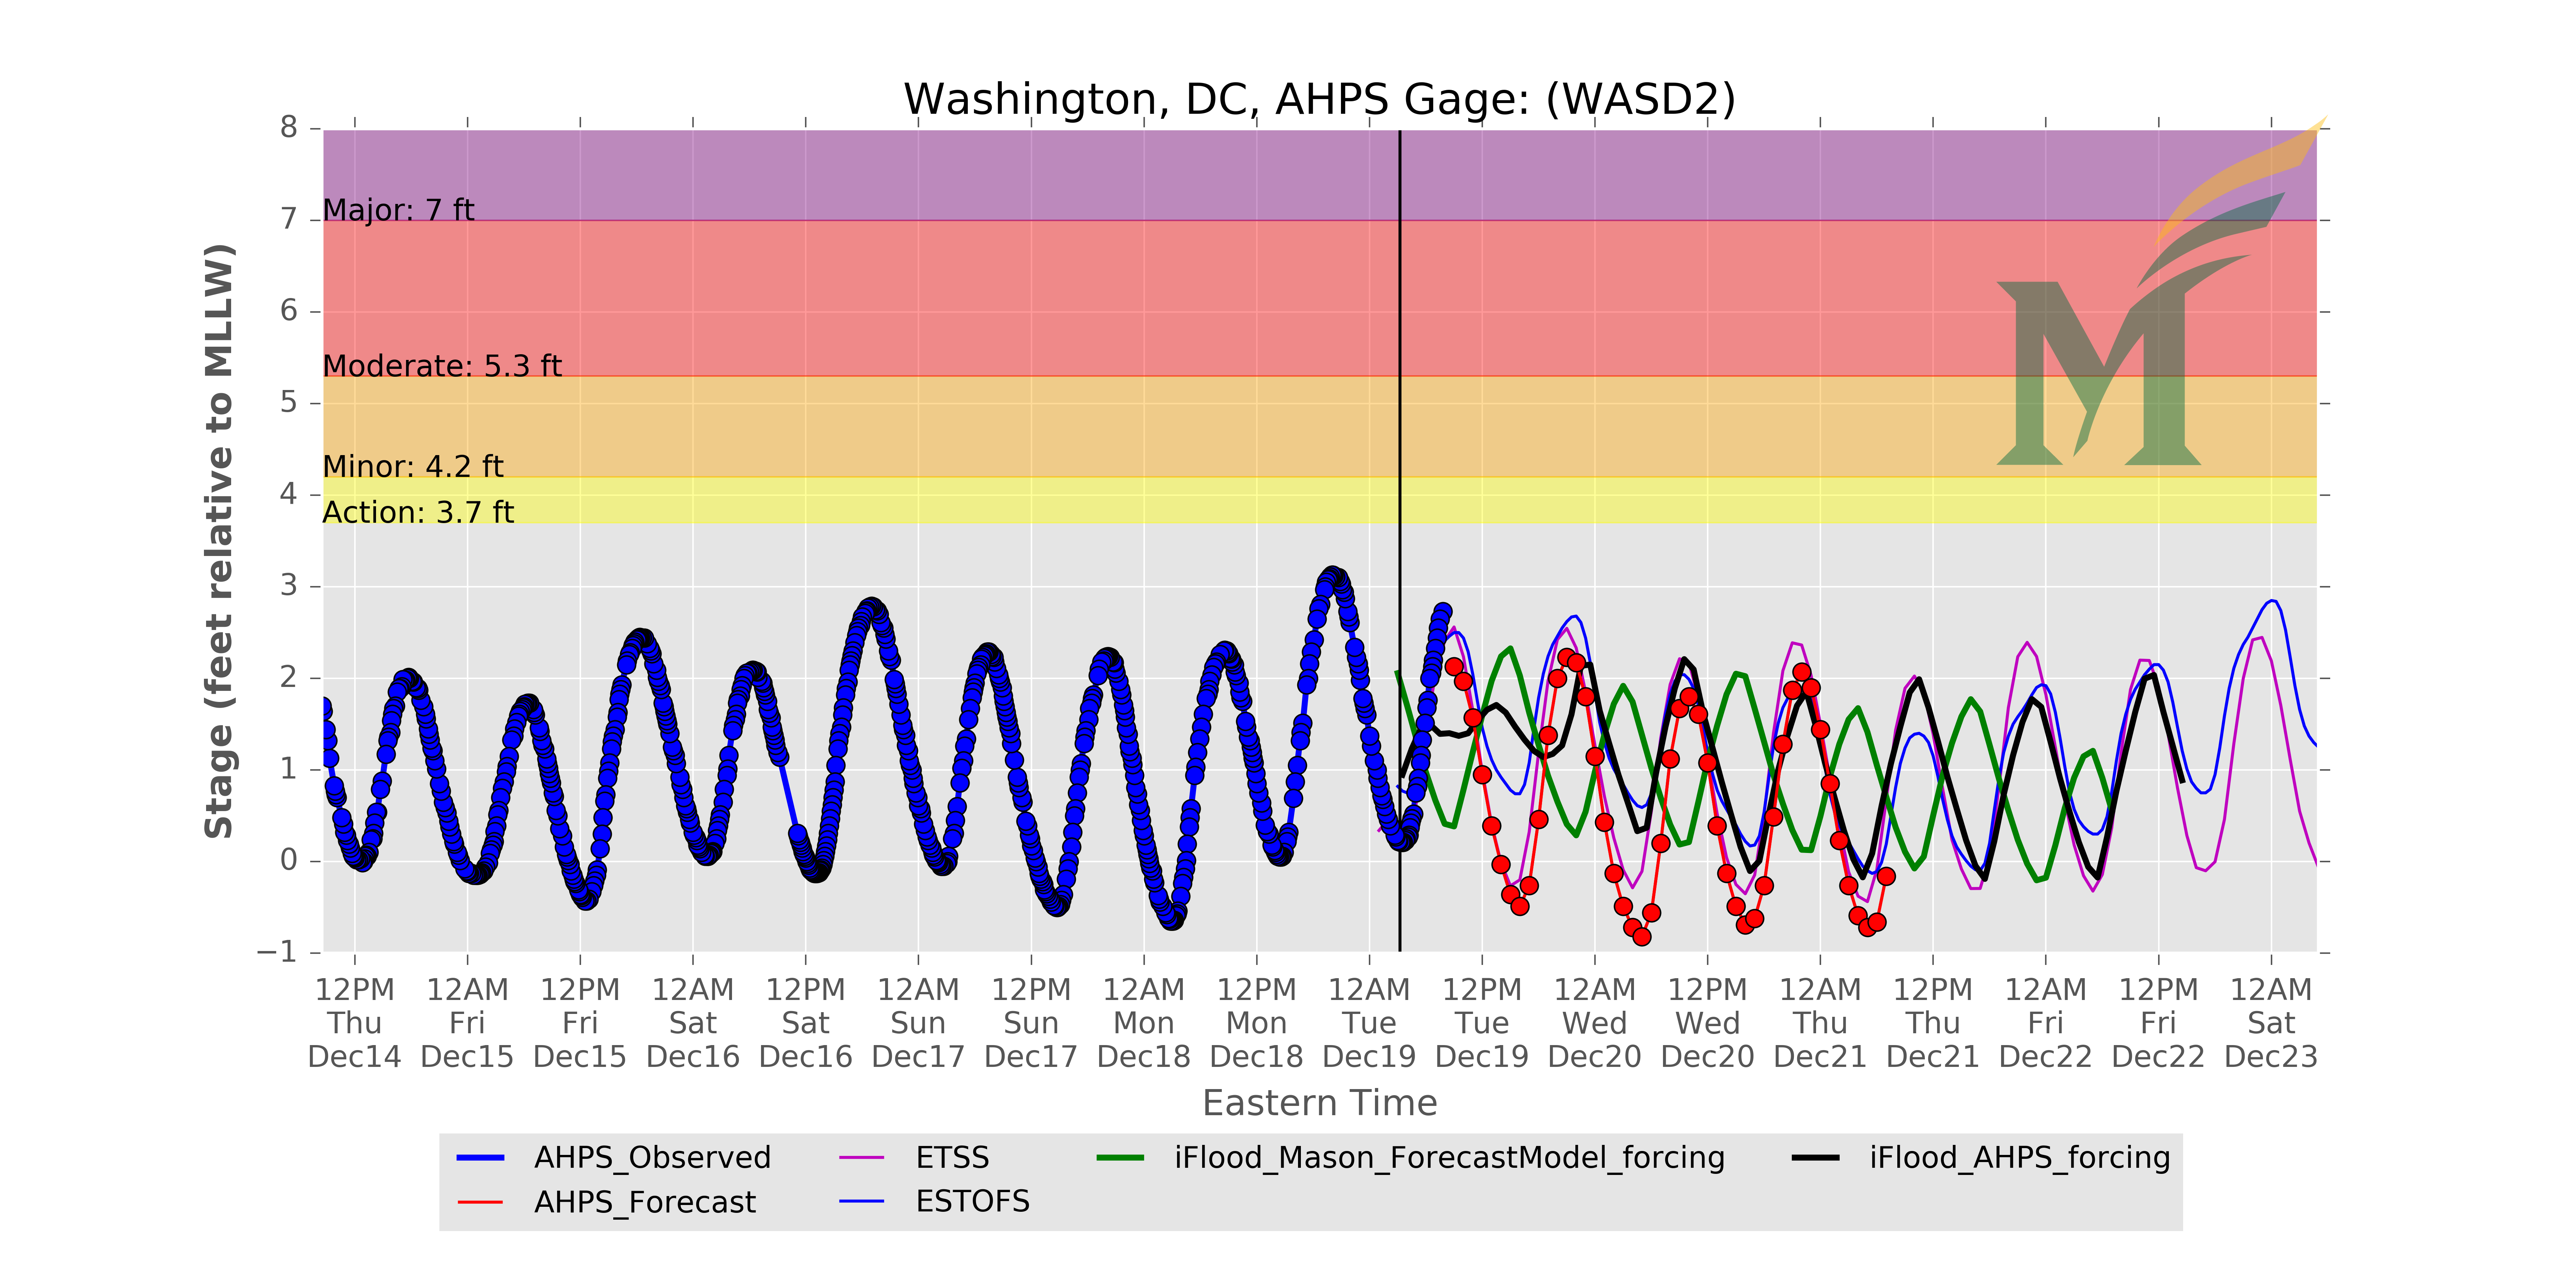 Washington, DC, AHPS Gage: (WASD2)
8
7
6
5
4
3
2
1
0
−1
Stage (feet relative to MLLW)
Major: 7 ft
Moderate: 5.3 ft
Minor: 4.2 ft
Action: 3.7 ft
M
12PM Thu Dec14
12AM Fri Dec15
12PM Fri Dec15
12AM Sat Dec16
12PM Sat Dec16
12AM Sun Dec17
12PM Sun Dec17
12AM Mon Dec18
12PM Mon Dec18
12AM Tue Dec19
12PM Tue Dec19
12AM Wed Dec20
12PM Wed Dec20
12AM Thu Dec21
12PM Thu Dec21
12AM Fri Dec22
12PM Fri Dec22
12AM Sat Dec23
Eastern Time
AHPS_Observed
AHPS_Forecast
ETSS
ESTOFS
iFlood_Mason_ForecastModel_forcing
iFlood_AHPS_forcing